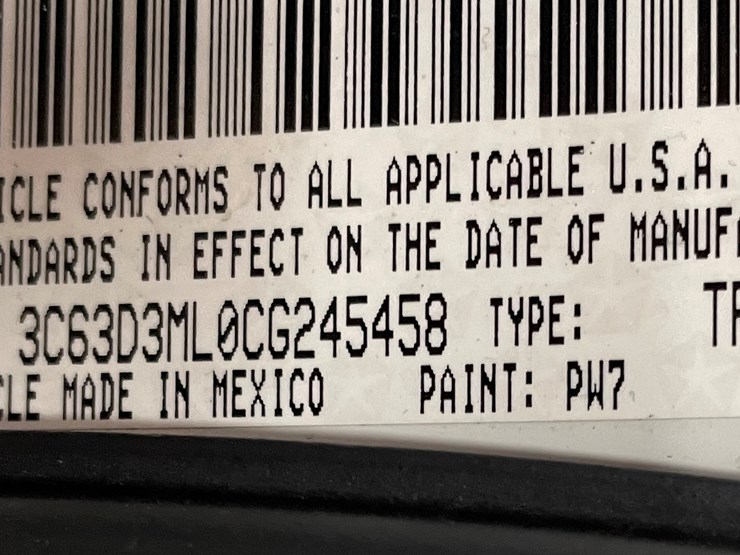 ICLE CONFORMS TO ALL APPLICABLE U.S.A.
ANDARDS IN EFFECT ON THE DATE OF MANUF
3C63D3ML0CG245458 TYPE: TR
CLE MADE IN MEXICO PAINT: PW7